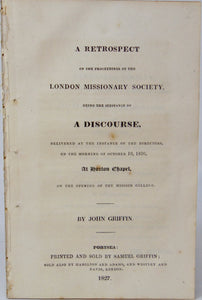 A RETROSPECT
OF THE PROCEEDINGS OF THE
LONDON MISSIONARY SOCIETY,
BEING THE SUBSTANCE OF
A DISCOURSE,
DELIVERED AT THE INSTANCE OF THE DIRECTORS,
ON THE MORNING OF OCTOBER 1826,
At Hoxton Chapel,
ON THE OPENING OF THE MISSION COLLEGE.
BY JOHN GRIFFIN.
PORTSEA:
PRINTED AND SOLD BY SAMUEL GRIFFIN;
SOLD ALSO BY HAMILTON AND ADAMS, AND WESTLEY AND
DAVIS, LONDON.
1827.